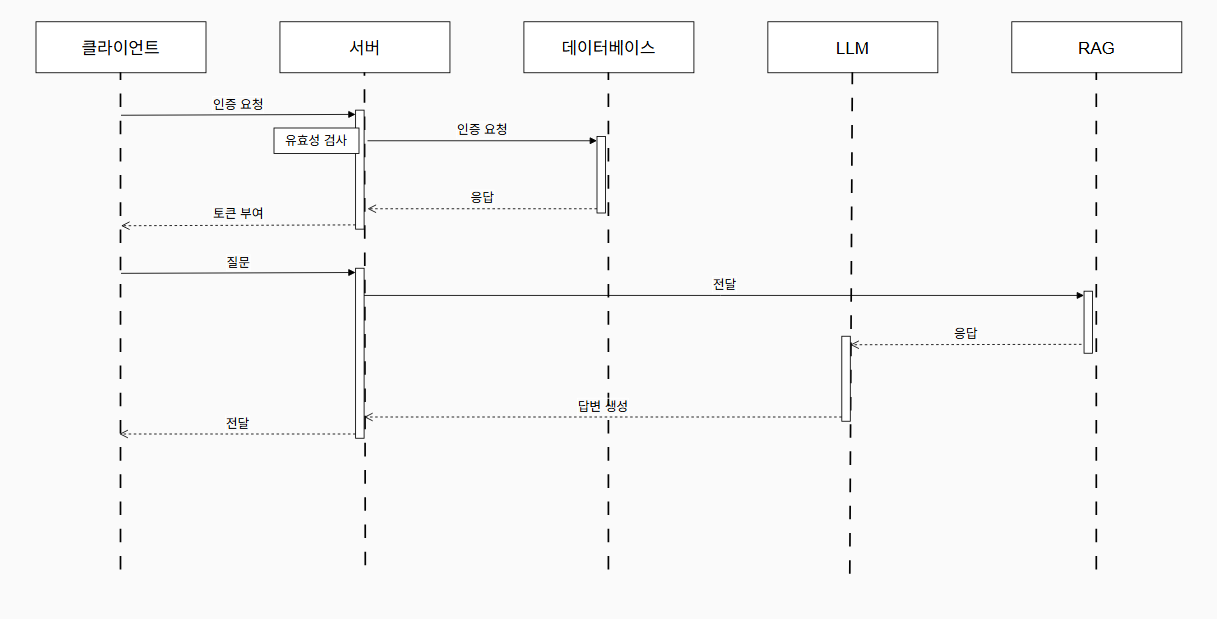 클라이언트
서버
데이터베이스
LLM
RAG
인증 요청
유효성 검사
인증 요청
응답
토큰 부여
질문
전달
응답
답변 생성
전달